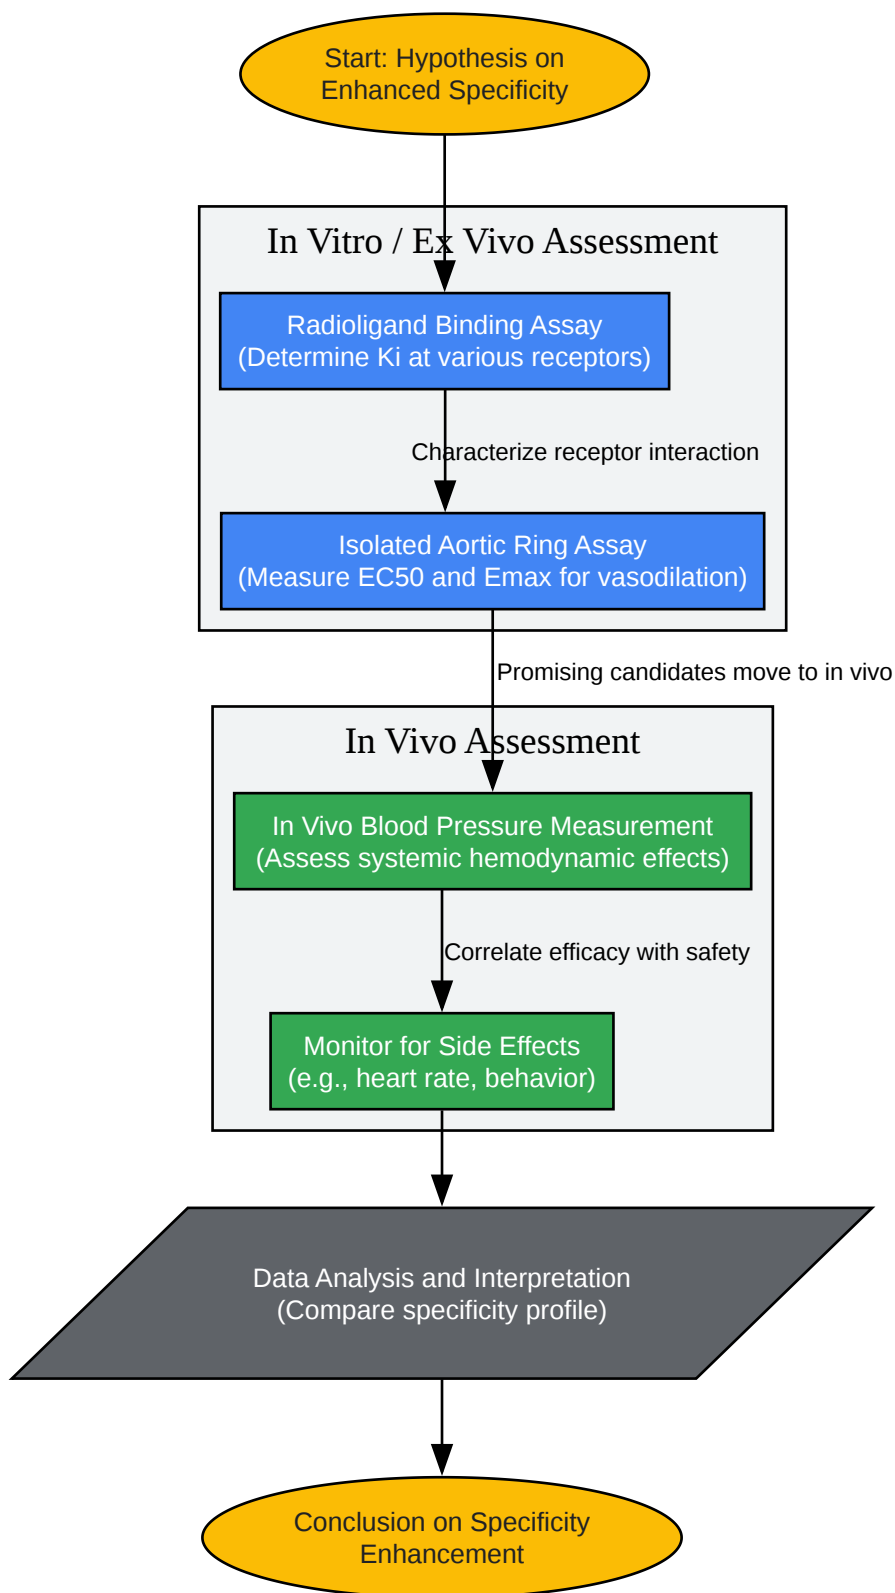 Start: Hypothesis on
Enhanced Specificity
In Vitro / Ex Vivo Assessment
Radioligand Binding Assay
(Determine Ki at various receptors)
Characterize receptor interaction
Isolated Aortic Ring Assay
(Measure EC50 and Emax for vasodilation)
Promising candidates move to in vivo
In Vivo Assessment
In Vivo Blood Pressure Measurement
(Assess systemic hemodynamic effects)
Correlate efficacy with safety
Monitor for Side Effects
(e.g., heart rate, behavior)
Data Analysis and Interpretation
(Compare specificity profile)
Conclusion on Specificity
Enhancement